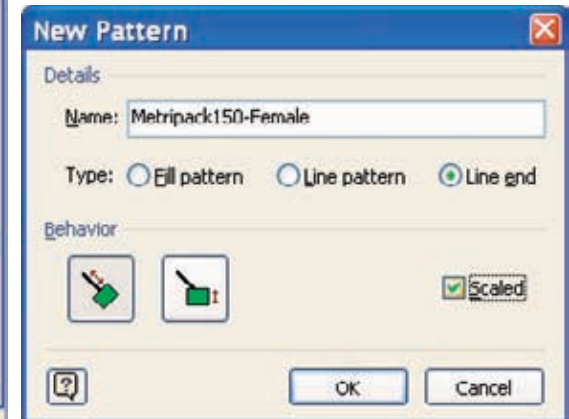 New Pattern
Details
Name: Metripack150-Female
Type: Fill pattern Line pattern Line end
Behavior
Scaled
? OK Cancel